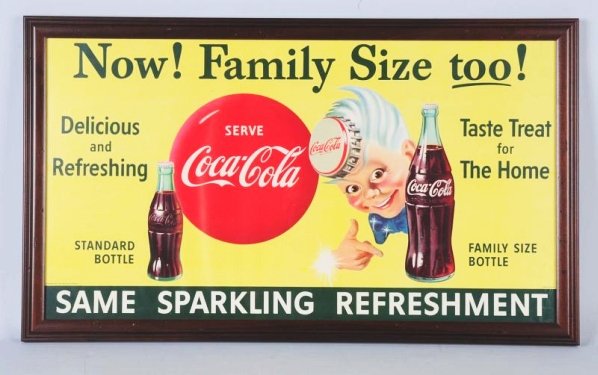 Now! Family Size too!
Delicious
and
Refreshing
SERVE
Coca-Cola
Coca-Cola
Taste Treat
for
The Home
Coca-Cola
Coca-Cola
STANDARD
BOTTLE
FAMILY SIZE
BOTTLE
SAME SPARKLING REFRESHMENT